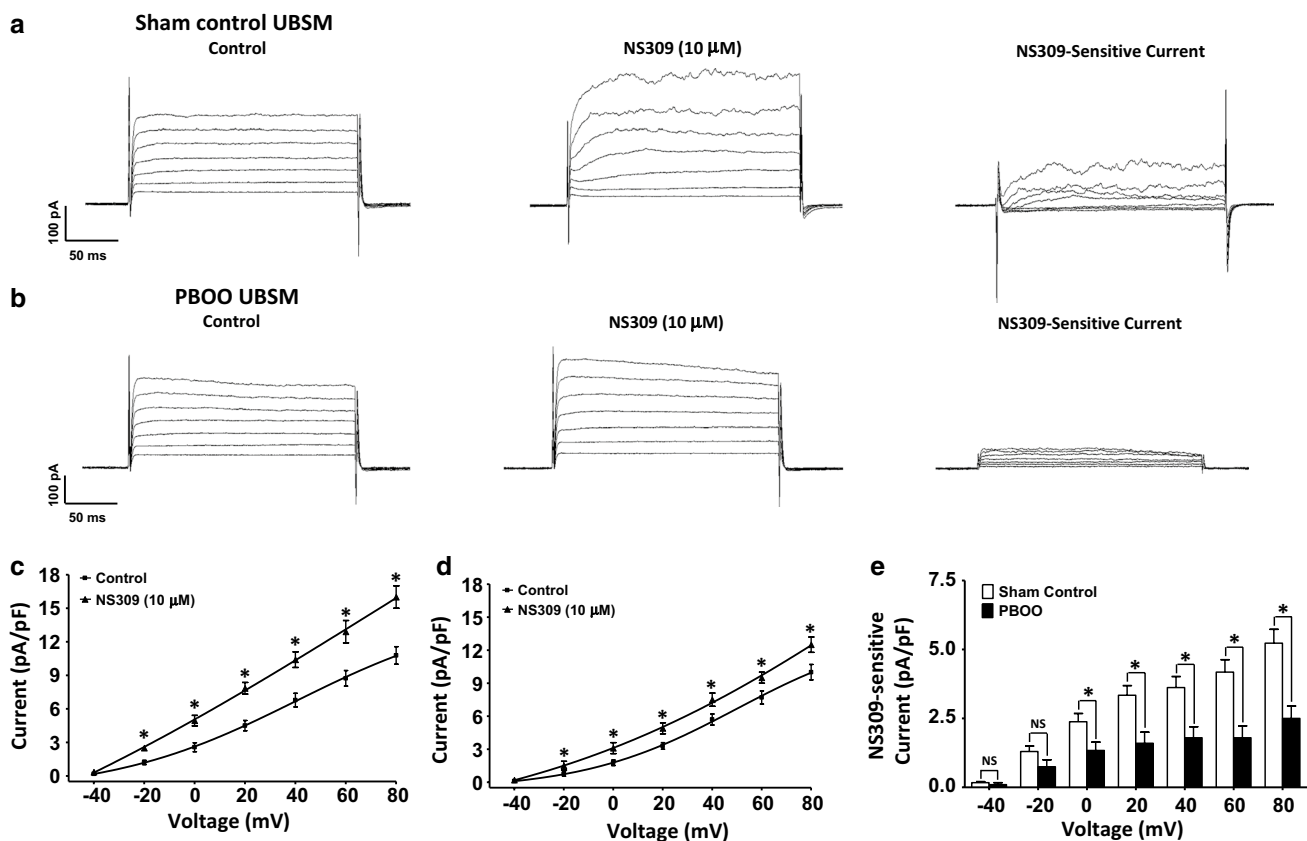 a
Sham control UBSM
Control
NS309 (10 µM)
NS309-Sensitive Current
100 pA
50 ms
b
PBOO UBSM
Control
NS309 (10 µM)
NS309-Sensitive Current
100 pA
50 ms
c
Control
NS309 (10 µM)
Current (pA/pF)
18
15
12
9
6
3
0
* * * * * *
-40 -20 0 20 40 60 80
Voltage (mV)
d
Control
NS309 (10 µM)
Current (pA/pF)
18
15
12
9
6
3
0
* * * * * *
-40 -20 0 20 40 60 80
Voltage (mV)
e
Sham Control
PBOO
NS309-sensitive
Current (pA/pF)
7.5
5.0
2.5
0.0
NS NS * * * * *
-40 -20 0 20 40 60 80
Voltage (mV)